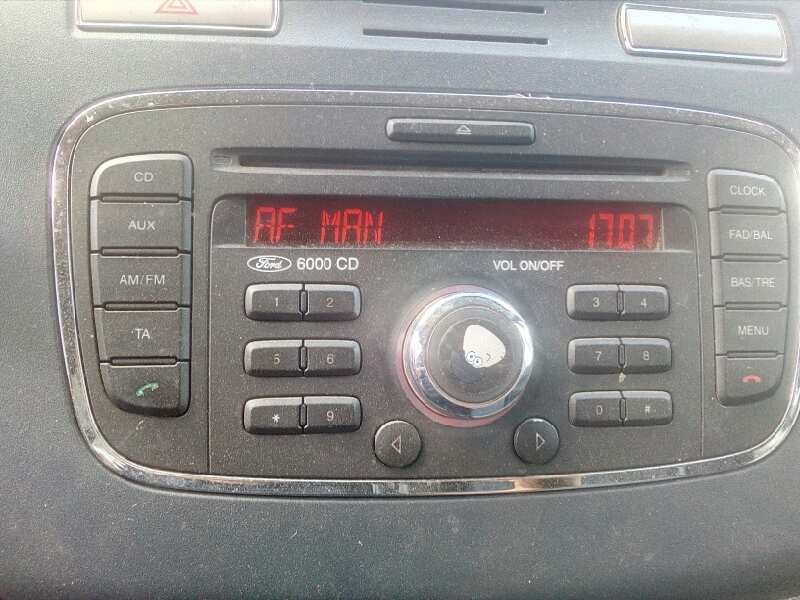 CD
AUX
AM/FM
TA
AF MAN 17:07
Ford 6000 CD VOL ON/OFF
1 2 3 4
5 6 7 8
* 9 0 #
CLOCK
FAD/BAL
BAS/TRE
MENU